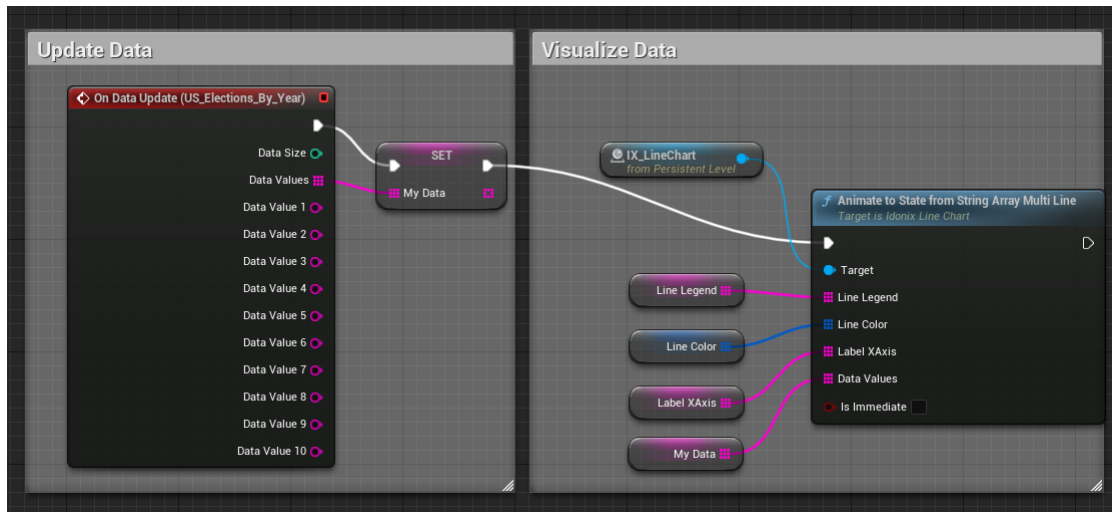 Update Data
On Data Update (US_Elections_By_Year)
Data Size
Data Values
Data Value 1
Data Value 2
Data Value 3
Data Value 4
Data Value 5
Data Value 6
Data Value 7
Data Value 8
Data Value 9
Data Value 10
SET
My Data
Visualize Data
IX_LineChart
from Persistent Level
Line Legend
Line Color
Label XAxis
My Data
f Animate to State from String Array Multi Line
Target is Idonix Line Chart
Target
Line Legend
Line Color
Label XAxis
Data Values
Is Immediate